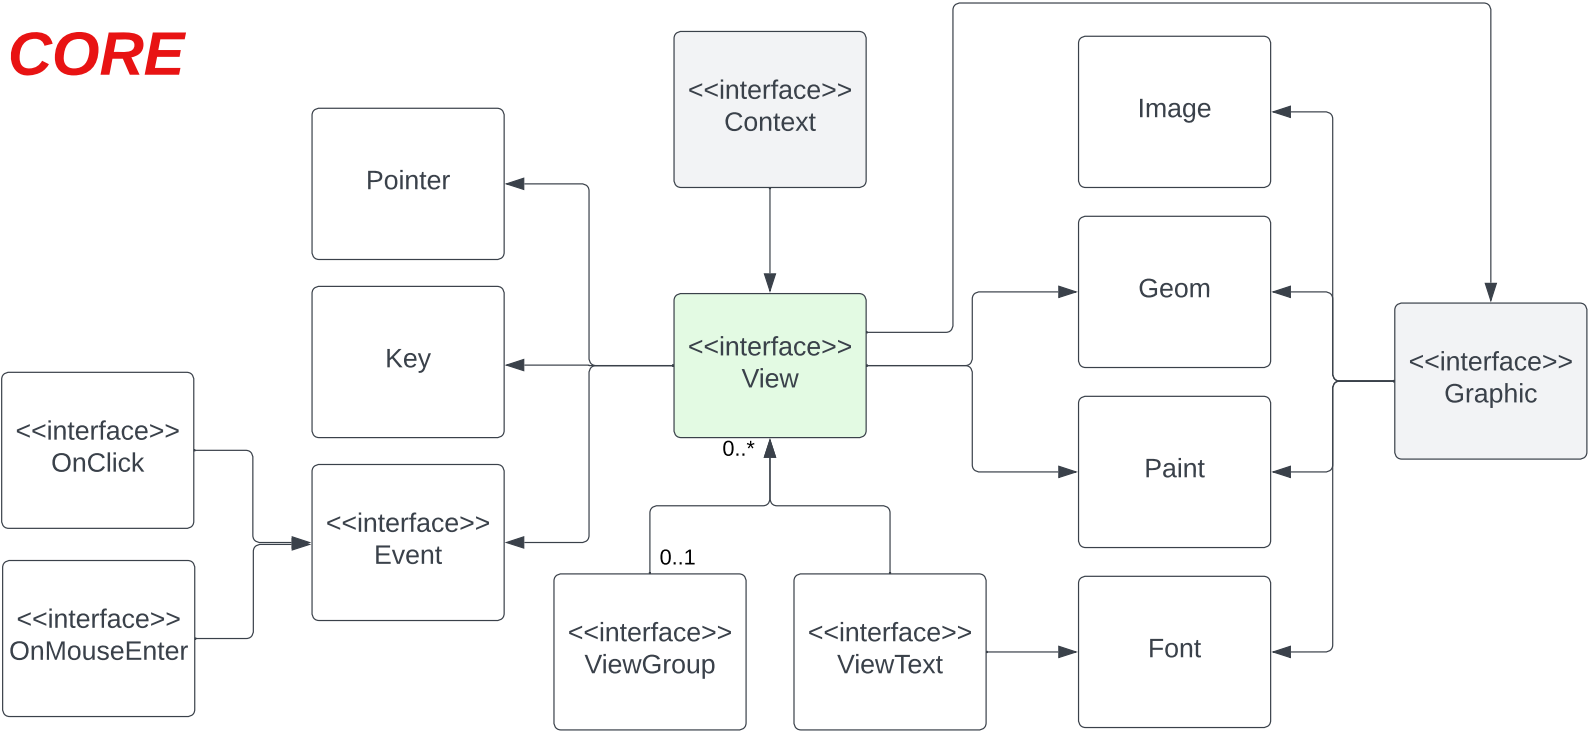 CORE
<<interface>>
Context
Image
Pointer
Geom
<<interface>>
View
Key
<<interface>>
Graphic
<<interface>>
OnClick
0..*
Paint
<<interface>>
Event
0..1
<<interface>>
OnMouseEnter
<<interface>>
ViewGroup
<<interface>>
ViewText
Font